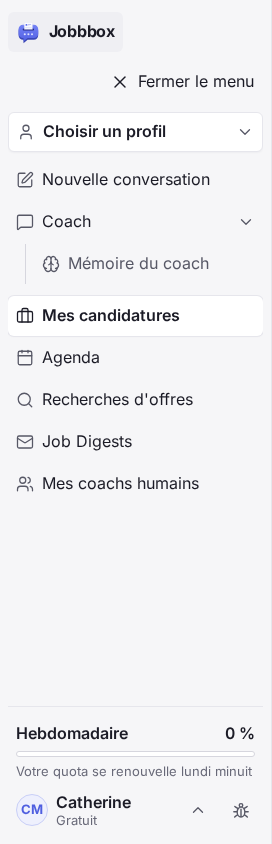 Jobbbox
Fermer le menu
Choisir un profil
Nouvelle conversation
Coach
Mémoire du coach
Mes candidatures
Agenda
Recherches d'offres
Job Digests
Mes coachs humains
Hebdomadaire 0 %
Votre quota se renouvelle lundi minuit
CM Catherine
Gratuit